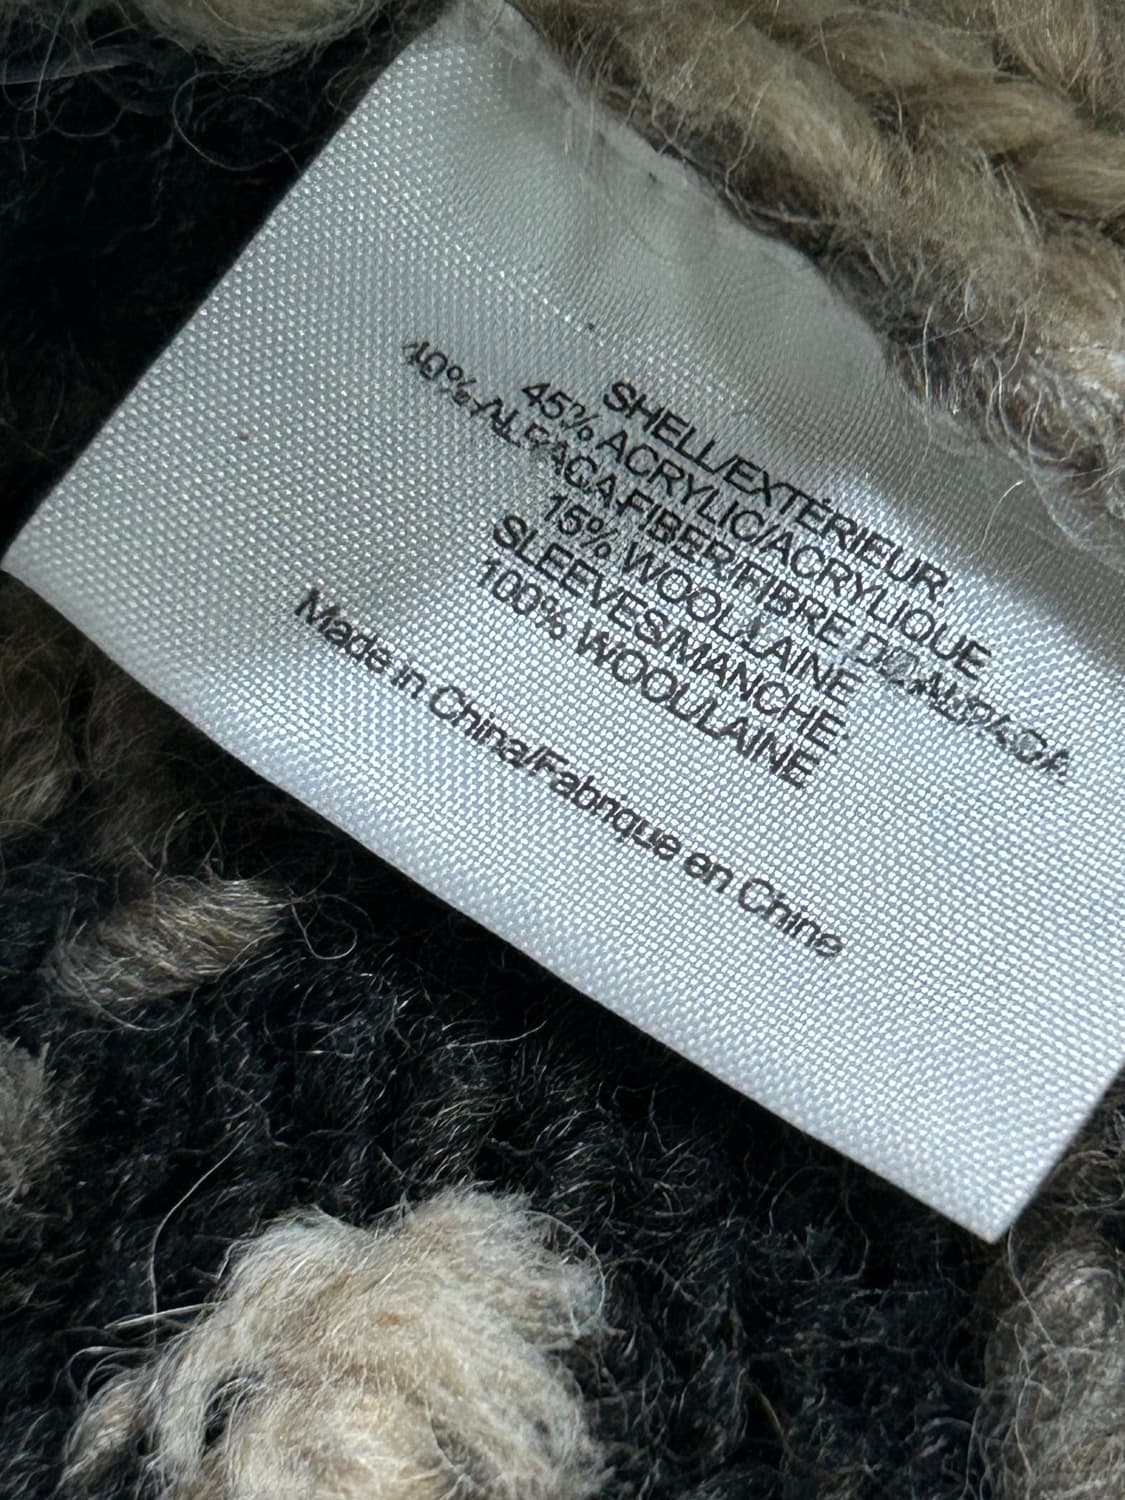 SHELL/EXTÉRIEUR:
45% ACRYLIC/ACRYLIQUE
40% ALPACA FIBER/FIBRE D'ALPAGA
15% WOOL/LAINE
SLEEVES/MANCHE:
100% WOOL/LAINE
Made in China/Fabrique en Chine